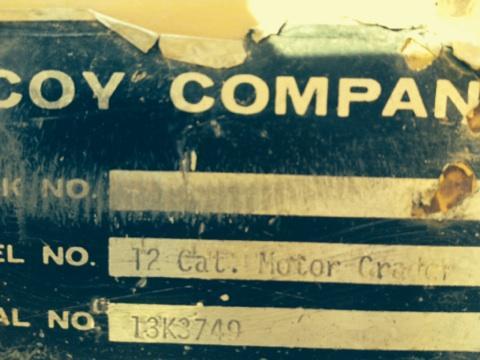 COY COMPAN
K NO.
EL NO. 12 Cat. Motor Grader
AL NO 13K3749